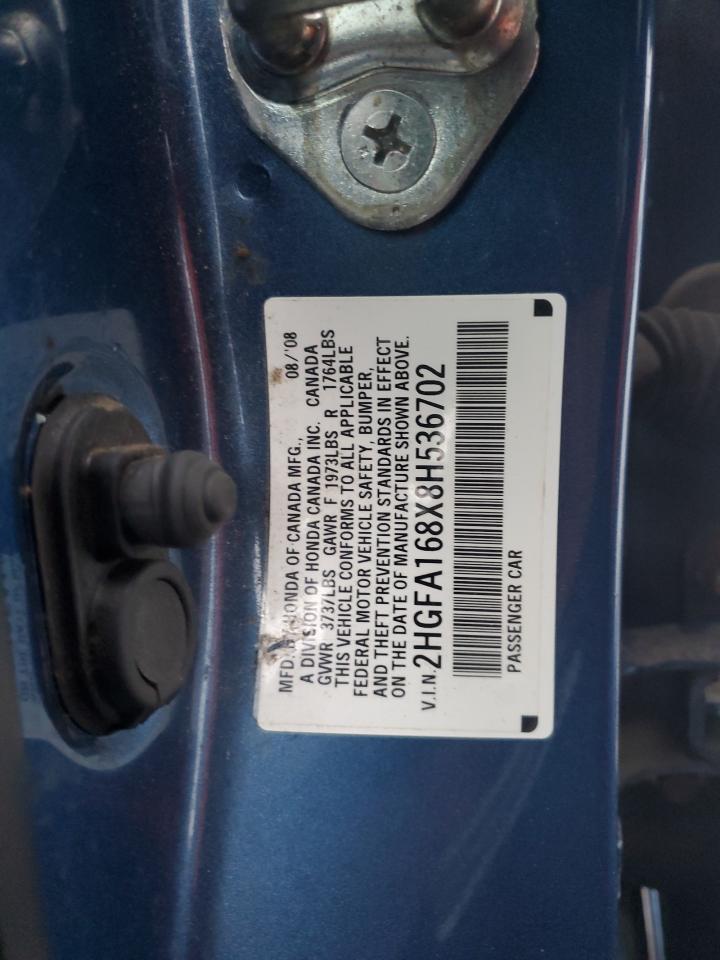 MFD. BY HONDA OF CANADA MFG., 08/'08
A DIVISION OF HONDA CANADA INC. CANADA
GVWR 3737LBS GAWR F 1973LBS R 1764LBS
THIS VEHICLE CONFORMS TO ALL APPLICABLE
FEDERAL MOTOR VEHICLE SAFETY, BUMPER,
AND THEFT PREVENTION STANDARDS IN EFFECT
ON THE DATE OF MANUFACTURE SHOWN ABOVE.
V.I.N. 2HGFA168X8H536702
PASSENGER CAR